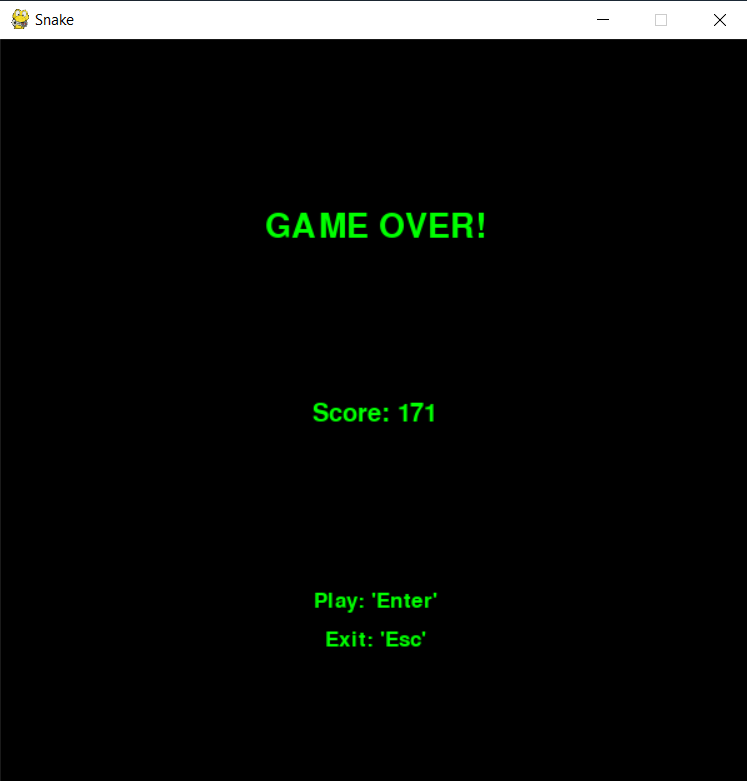 Snake
GAME OVER!
Score: 171
Play: 'Enter'
Exit: 'Esc'